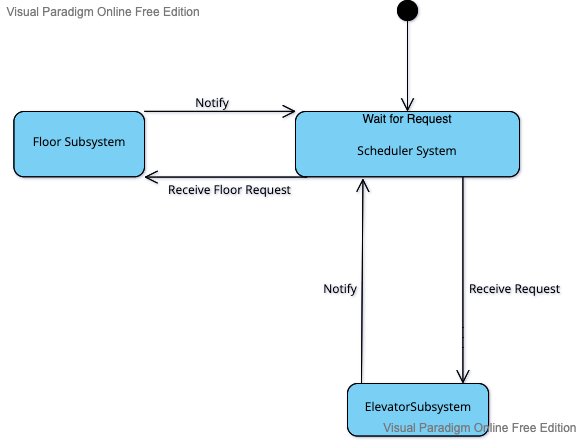 Visual Paradigm Online Free Edition
Notify
Wait for Request
Floor Subsystem
Scheduler System
Receive Floor Request
Notify
Receive Request
ElevatorSubsystem
Visual Paradigm Online Free Edition